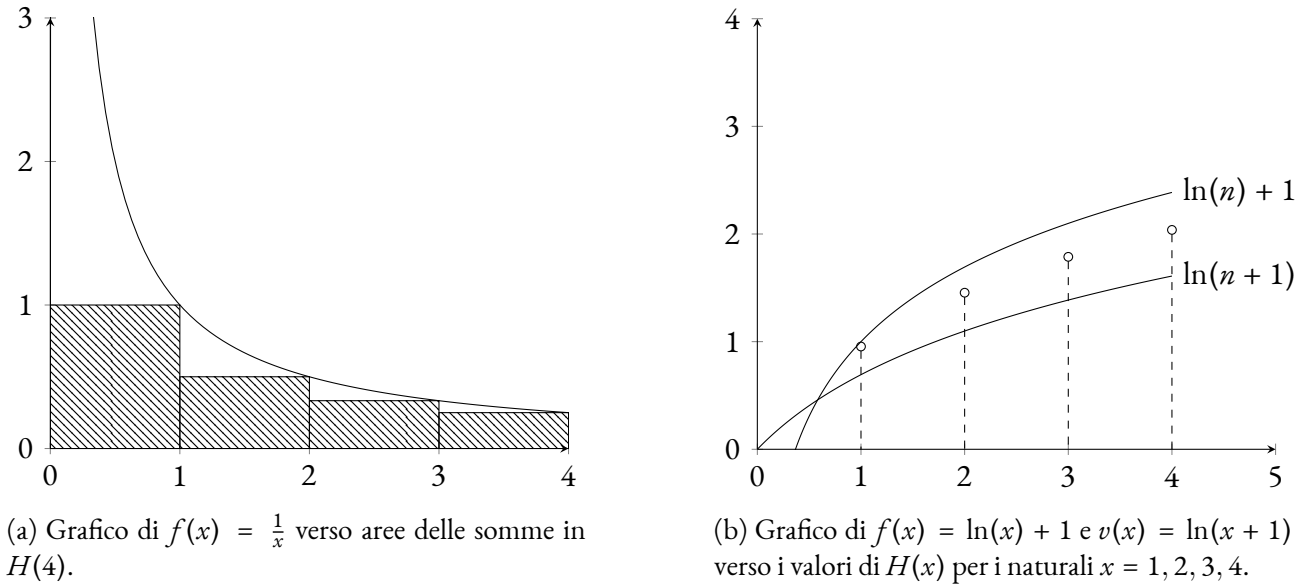 3
2
1
0
0 1 2 3 4
(a) Grafico di f(x) = 1/x verso aree delle somme in
H(4).
4
3
2
1
0
0 1 2 3 4 5
ln(n) + 1
ln(n + 1)
(b) Grafico di f(x) = ln(x) + 1 e v(x) = ln(x + 1)
verso i valori di H(x) per i naturali x = 1, 2, 3, 4.